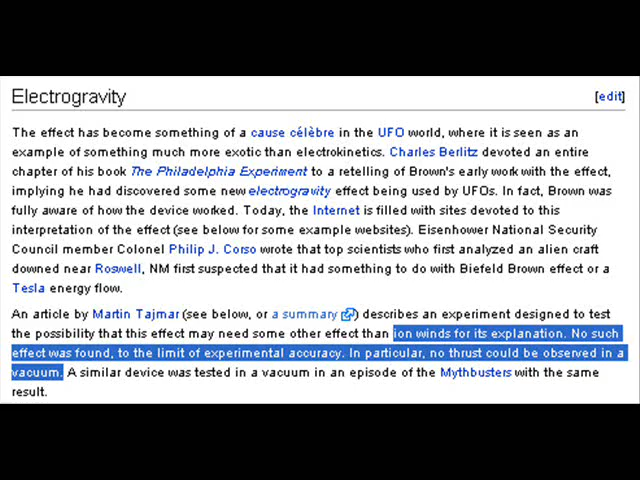 Electrogravity [edit]
The effect has become something of a cause célèbre in the UFO world, where it is seen as an
example of something much more exotic than electrokinetics. Charles Berlitz devoted an entire
chapter of his book The Philadelphia Experiment to a retelling of Brown's early work with the effect,
implying he had discovered some new electrogravity effect being used by UFOs. In fact, Brown was
fully aware of how the device worked. Today, the Internet is filled with sites devoted to this
interpretation of the effect (see below for some example websites). Eisenhower National Security
Council member Colonel Philip J. Corso wrote that top scientists who first analyzed an alien craft
downed near Roswell, NM first suspected that it had something to do with Biefeld Brown effect or a
Tesla energy flow.
An article by Martin Tajmar (see below, or a summary) describes an experiment designed to test
the possibility that this effect may need some other effect than ion winds for its explanation. No such
effect was found, to the limit of experimental accuracy. In particular, no thrust could be observed in a
vacuum. A similar device was tested in a vacuum in an episode of the Mythbusters with the same
result.